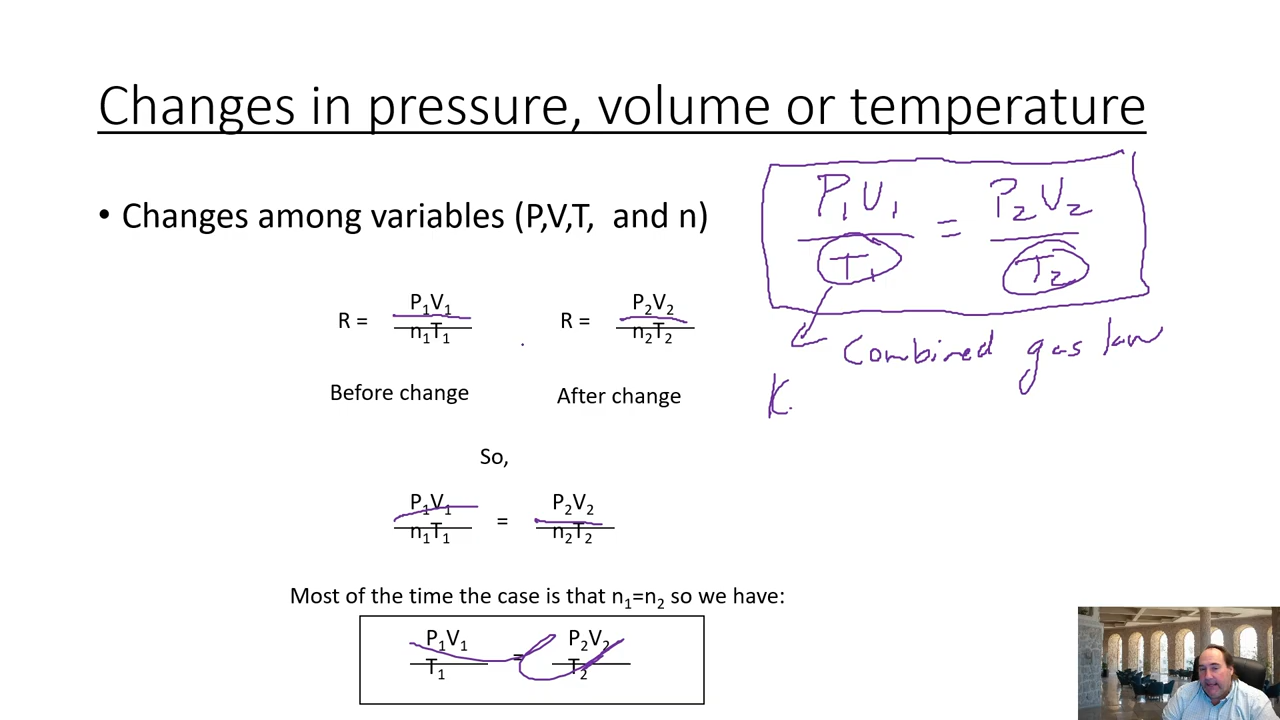 Changes in pressure, volume or temperature
• Changes among variables (P,V,T, and n)
P₁V₁ = P₂V₂
T₁ T₂
Combined gas law
K
P₁V₁ P₂V₂
R = R =
n₁T₁ n₂T₂
Before change After change
So,
P₁V₁ = P₂V₂
n₁T₁ n₂T₂
Most of the time the case is that n₁=n₂ so we have:
P₁V₁ = P₂V₂
T₁ T₂